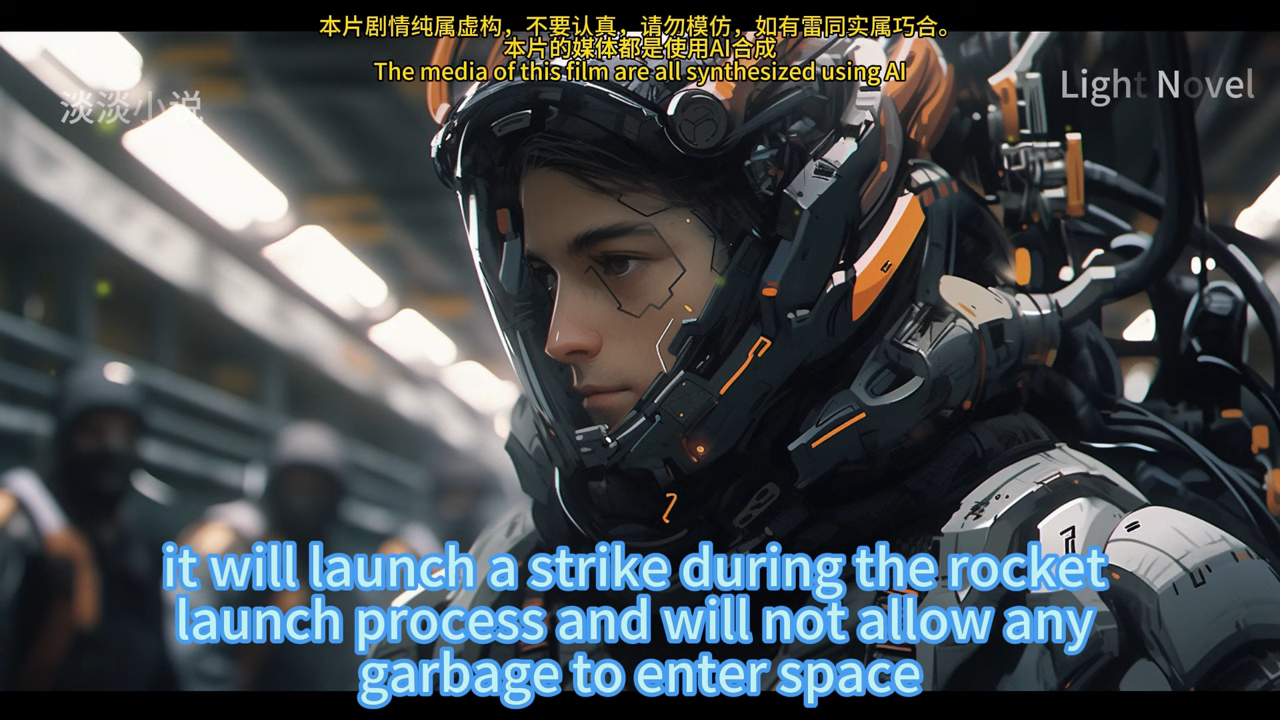 本片剧情纯属虚构，不要认真，请勿模仿，如有雷同实属巧合。
本片的媒体都是使用AI合成
The media of this film are all synthesized using AI
淡淡小说
Light Novel
it will launch a strike during the rocket
launch process and will not allow any
garbage to enter space